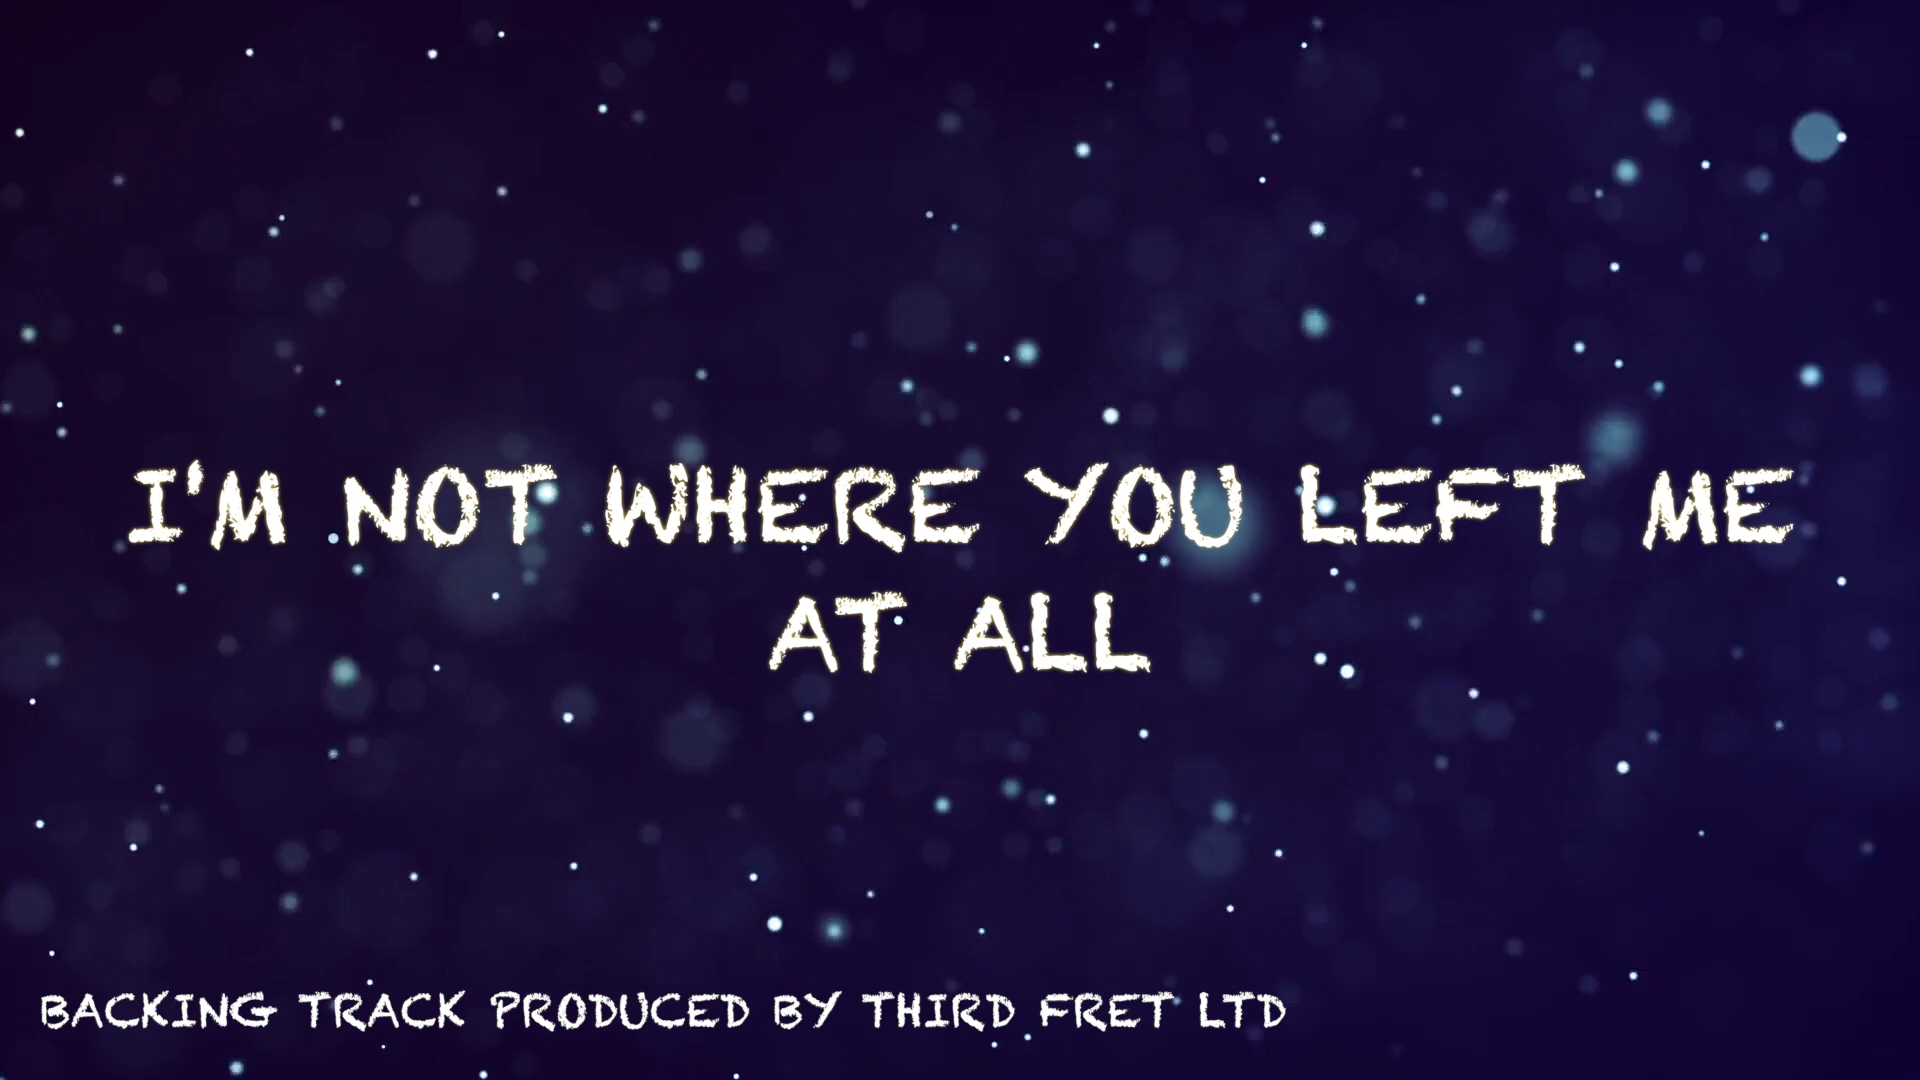 I'M NOT WHERE YOU LEFT ME
AT ALL
BACKING TRACK PRODUCED BY THIRD FRET LTD